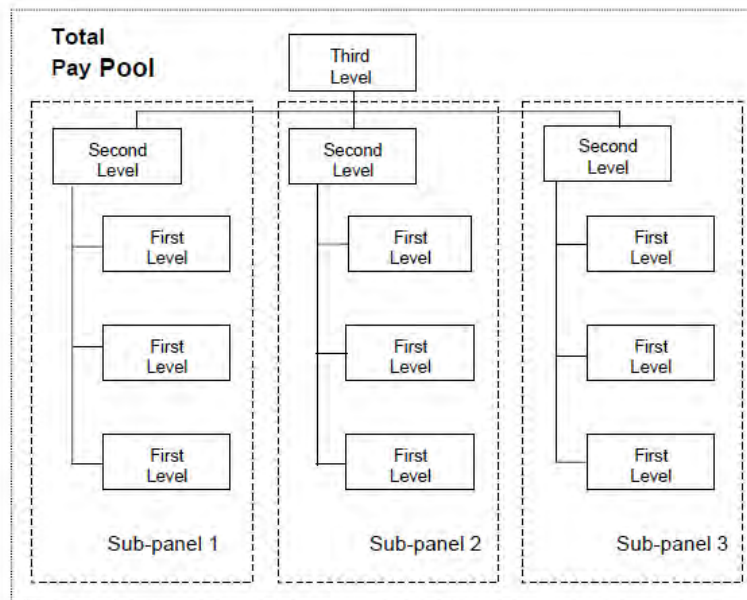 Total
Pay Pool
Third
Level
Second
Level
First
Level
First
Level
First
Level
Sub-panel 1
Second
Level
First
Level
First
Level
First
Level
Sub-panel 2
Second
Level
First
Level
First
Level
First
Level
Sub-panel 3